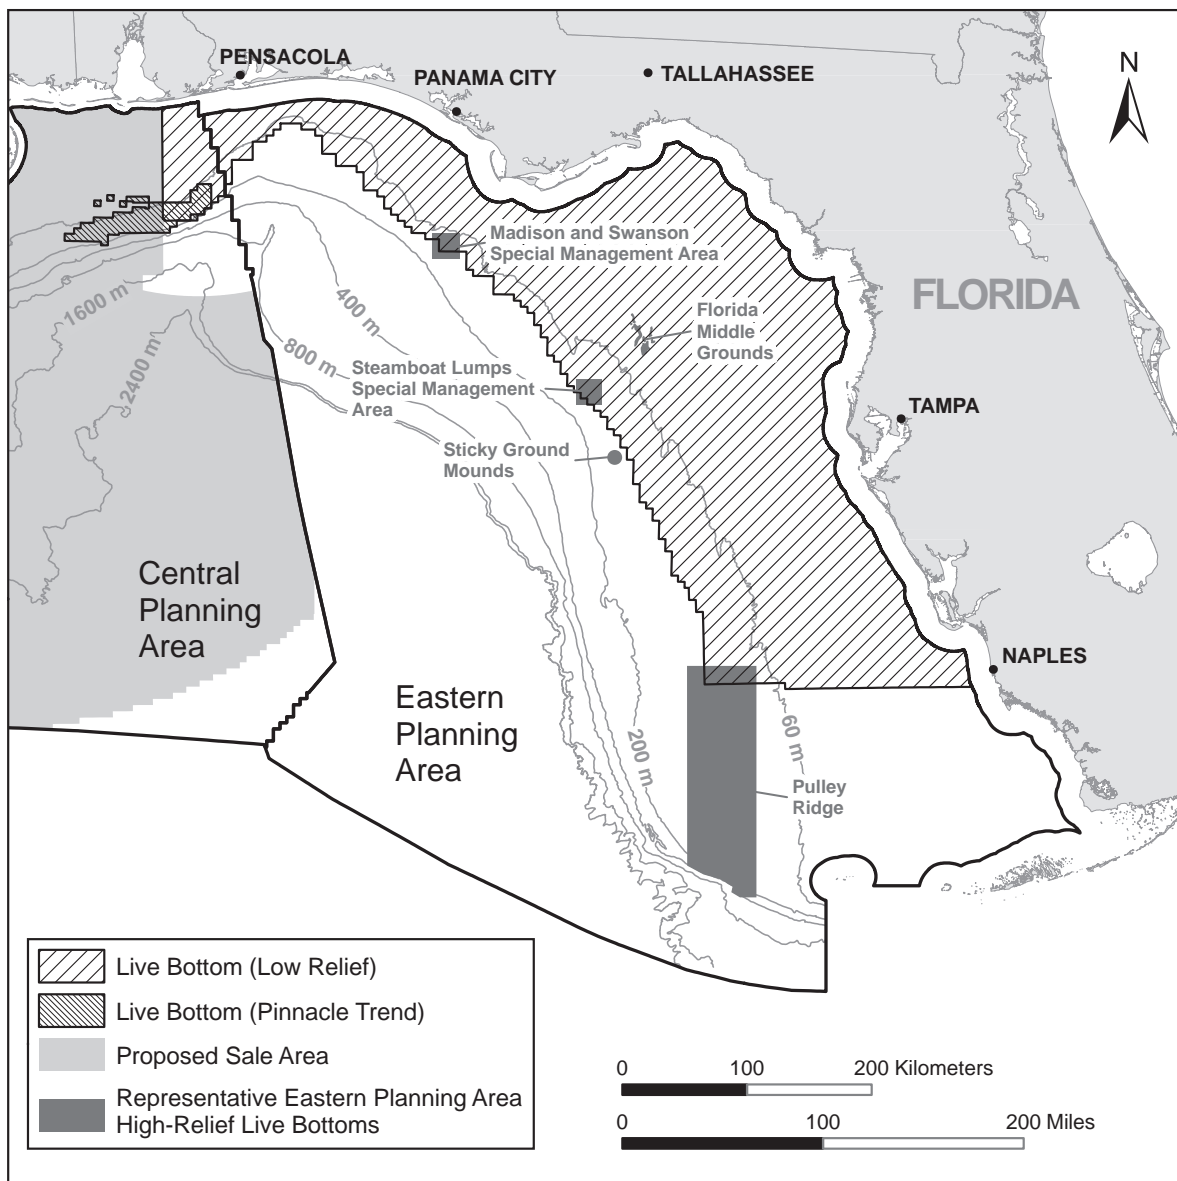 PENSACOLA
PANAMA CITY
TALLAHASSEE
N
Madison and Swanson
Special Management Area
FLORIDA
1600 m
400 m
Florida
Middle
Grounds
2400 m
800 m
Steamboat Lumps
Special Management
Area
TAMPA
Sticky Ground
Mounds
Central
Planning
Area
NAPLES
Eastern
Planning
Area
200 m
60 m
Pulley
Ridge
Live Bottom (Low Relief)
Live Bottom (Pinnacle Trend)
Proposed Sale Area
Representative Eastern Planning Area
High-Relief Live Bottoms
0 100 200 Kilometers
0 100 200 Miles